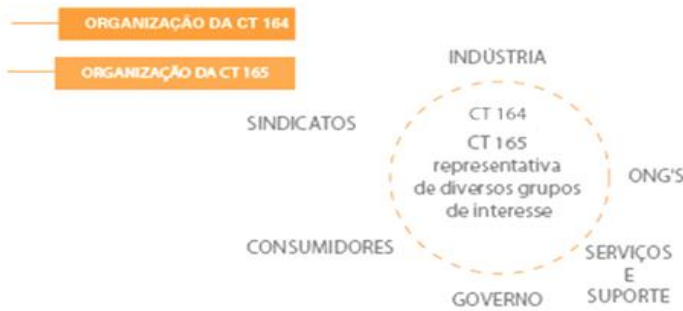 ORGANIZAÇÃO DA CT 164
ORGANIZAÇÃO DA CT 165
INDÚSTRIA
SINDICATOS
CT 164
CT 165
representativa
de diversos grupos
de interesse
ONG'S
CONSUMIDORES
SERVIÇOS
E
SUPORTE
GOVERNO